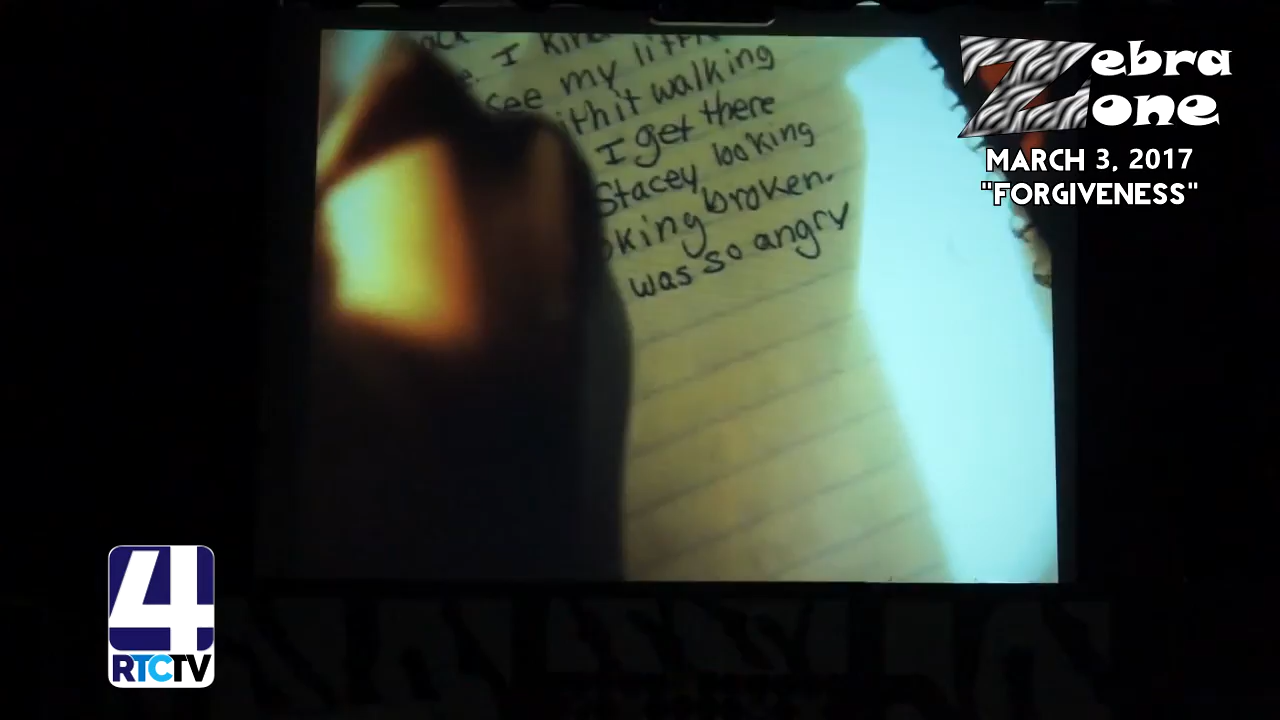 I
see my
walking
I get there
Stacey looking
broken.
was so angry
Zebra
Zone
MARCH 3, 2017
"FORGIVENESS"
4
RTCTV